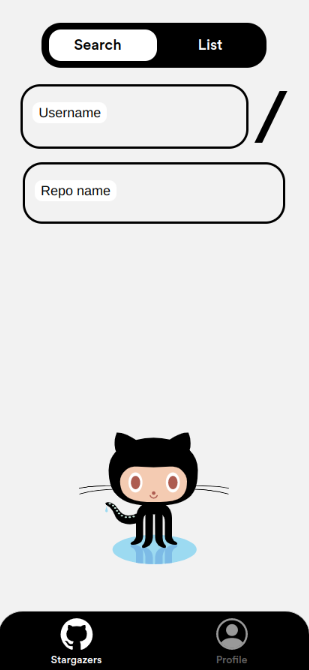 Search
List
Username
/
Repo name
Stargazers
Profile